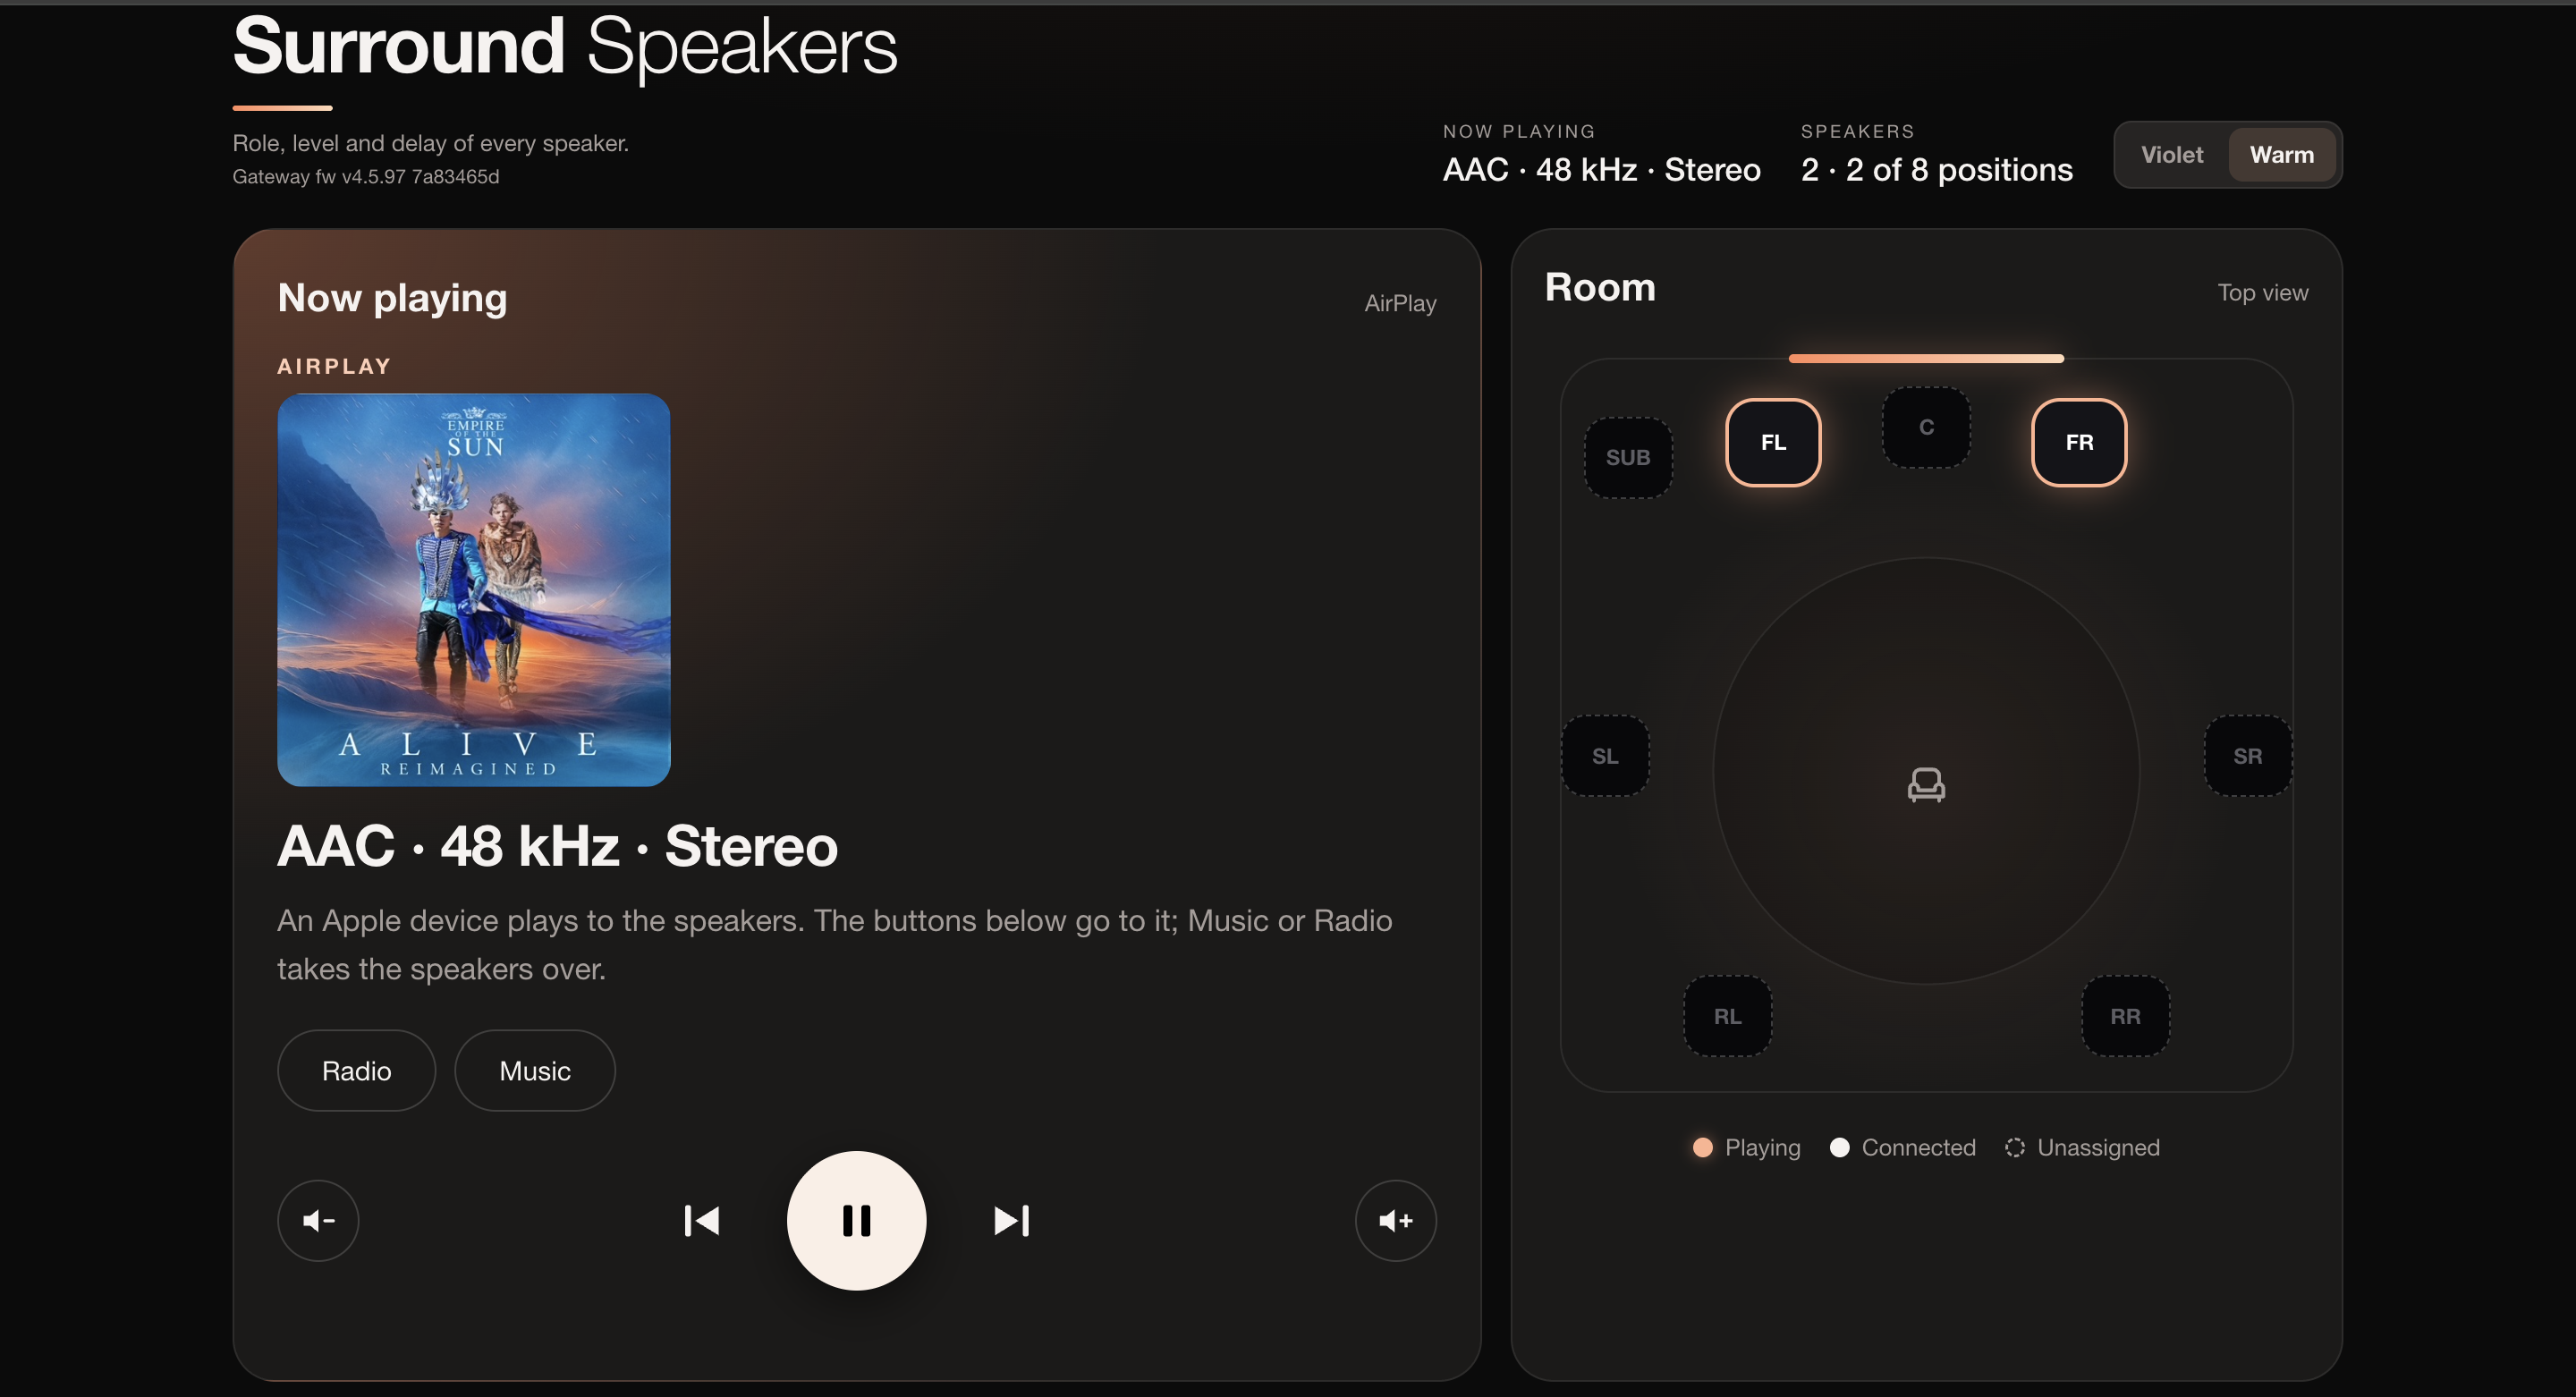 Surround Speakers
Role, level and delay of every speaker.
Gateway fw v4.5.97 7a83465d
NOW PLAYING
AAC · 48 kHz · Stereo
SPEAKERS
2 · 2 of 8 positions
Violet
Warm
Now playing
AirPlay
AIRPLAY
EMPIRE
OF THE
SUN
A L I V E
REIMAGINED
AAC · 48 kHz · Stereo
An Apple device plays to the speakers. The buttons below go to it; Music or Radio
takes the speakers over.
Radio
Music
Room
Top view
SUB
FL
C
FR
SL
SR
RL
RR
Playing
Connected
Unassigned